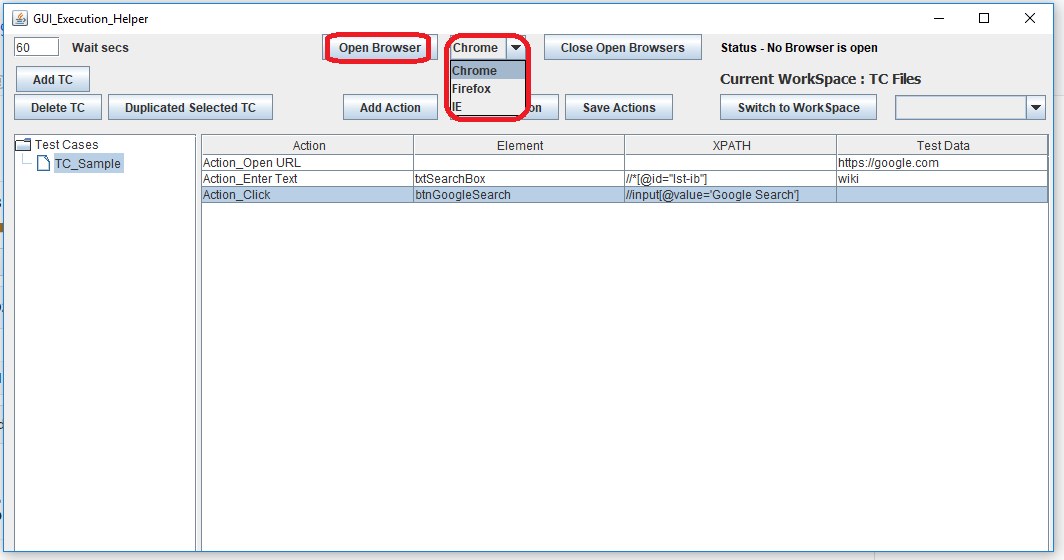 GUI_Execution_Helper
60 Wait secs Open Browser Chrome Close Open Browsers Status - No Browser is open
Chrome
Firefox
IE
Add TC Current WorkSpace : TC Files
Delete TC Duplicated Selected TC Add Action Save Actions Switch to WorkSpace
Test Cases
TC_Sample
Action Element XPATH Test Data
Action_Open URL https://google.com
Action_Enter Text txtSearchBox //*[@id="lst-ib"] wiki
Action_Click btnGoogleSearch //input[@value='Google Search']